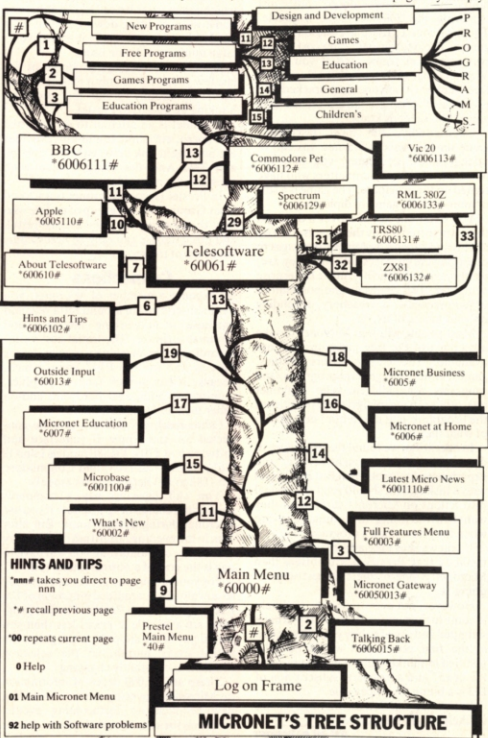 #
New Programs
1
Free Programs
2
Games Programs
3
Education Programs
Design and Development
11
Games
12
Education
13
General
14
Children's
15
P
R
O
G
R
A
M
S
BBC
*6006111#
13
12
Commodore Pet
*6006112#
Vic 20
*6006113#
11
Apple
*6005110#
10
Spectrum
*6006129#
29
RML 380Z
*6006133#
33
TRS80
*6006131#
31
Telesoftware
*60061#
About Telesoftware
*600610#
7
32
ZX81
*6006132#
6
Hints and Tips
*6006102#
13
19
Outside Input
*60013#
18
Micronet Business
*6005#
17
Micronet Education
*6007#
16
Micronet at Home
*6006#
15
Microbase
*6001100#
14
Latest Micro News
*6001110#
11
What's New
*60002#
12
Full Features Menu
*60003#
3
Main Menu
*60000#
Micronet Gateway
*60050013#
9
Prestel
Main Menu
*40#
#
2
Talking Back
*6006015#
Log on Frame
HINTS AND TIPS
*nnn# takes you direct to page
nnn
*# recall previous page
*00 repeats current page
0 Help
01 Main Micronet Menu
92 help with Software problems
MICRONET'S TREE STRUCTURE